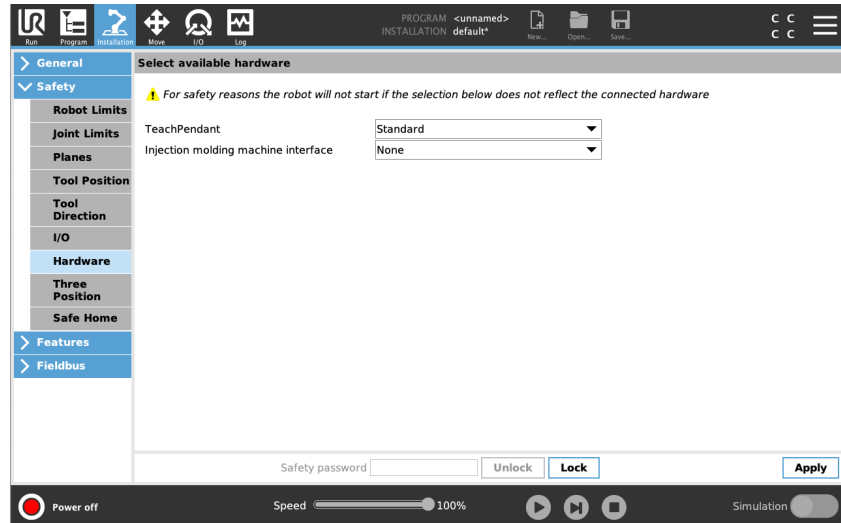 PROGRAM <unnamed>
INSTALLATION default*
C C
C C
Run Program Installation Move I/O Log New... Open... Save...
General
Select available hardware
Safety
For safety reasons the robot will not start if the selection below does not reflect the connected hardware
Robot Limits
Joint Limits
Planes
Tool Position
Tool
Direction
I/O
Hardware
Three
Position
Safe Home
Features
Fieldbus
TeachPendant Standard
Injection molding machine interface None
Safety password Unlock Lock Apply
Power off Speed 100% Simulation